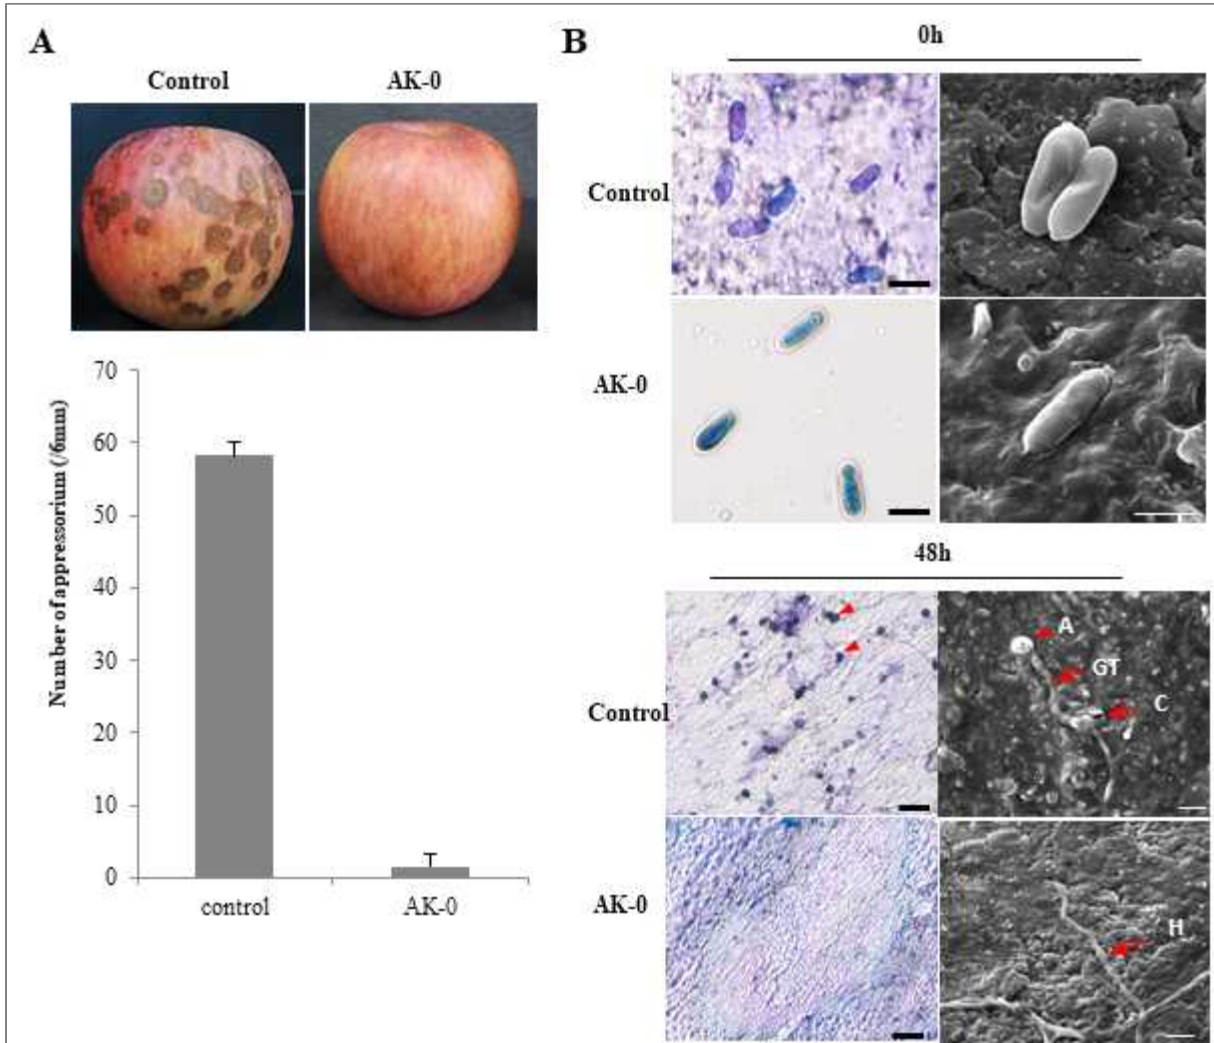 A
Control
AK-0
Number of appressorium (/6mm)
70
60
50
40
30
20
10
0
control
AK-0
B
0h
Control
AK-0
48h
Control
A
GT
C
AK-0
H